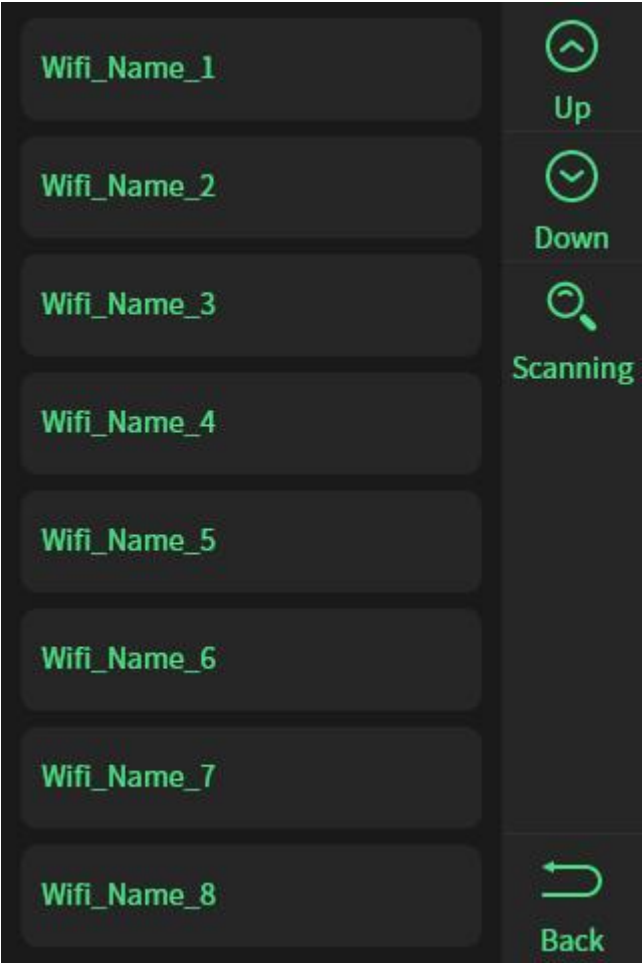 Wifi_Name_1
Wifi_Name_2
Wifi_Name_3
Wifi_Name_4
Wifi_Name_5
Wifi_Name_6
Wifi_Name_7
Wifi_Name_8
Up
Down
Scanning
Back